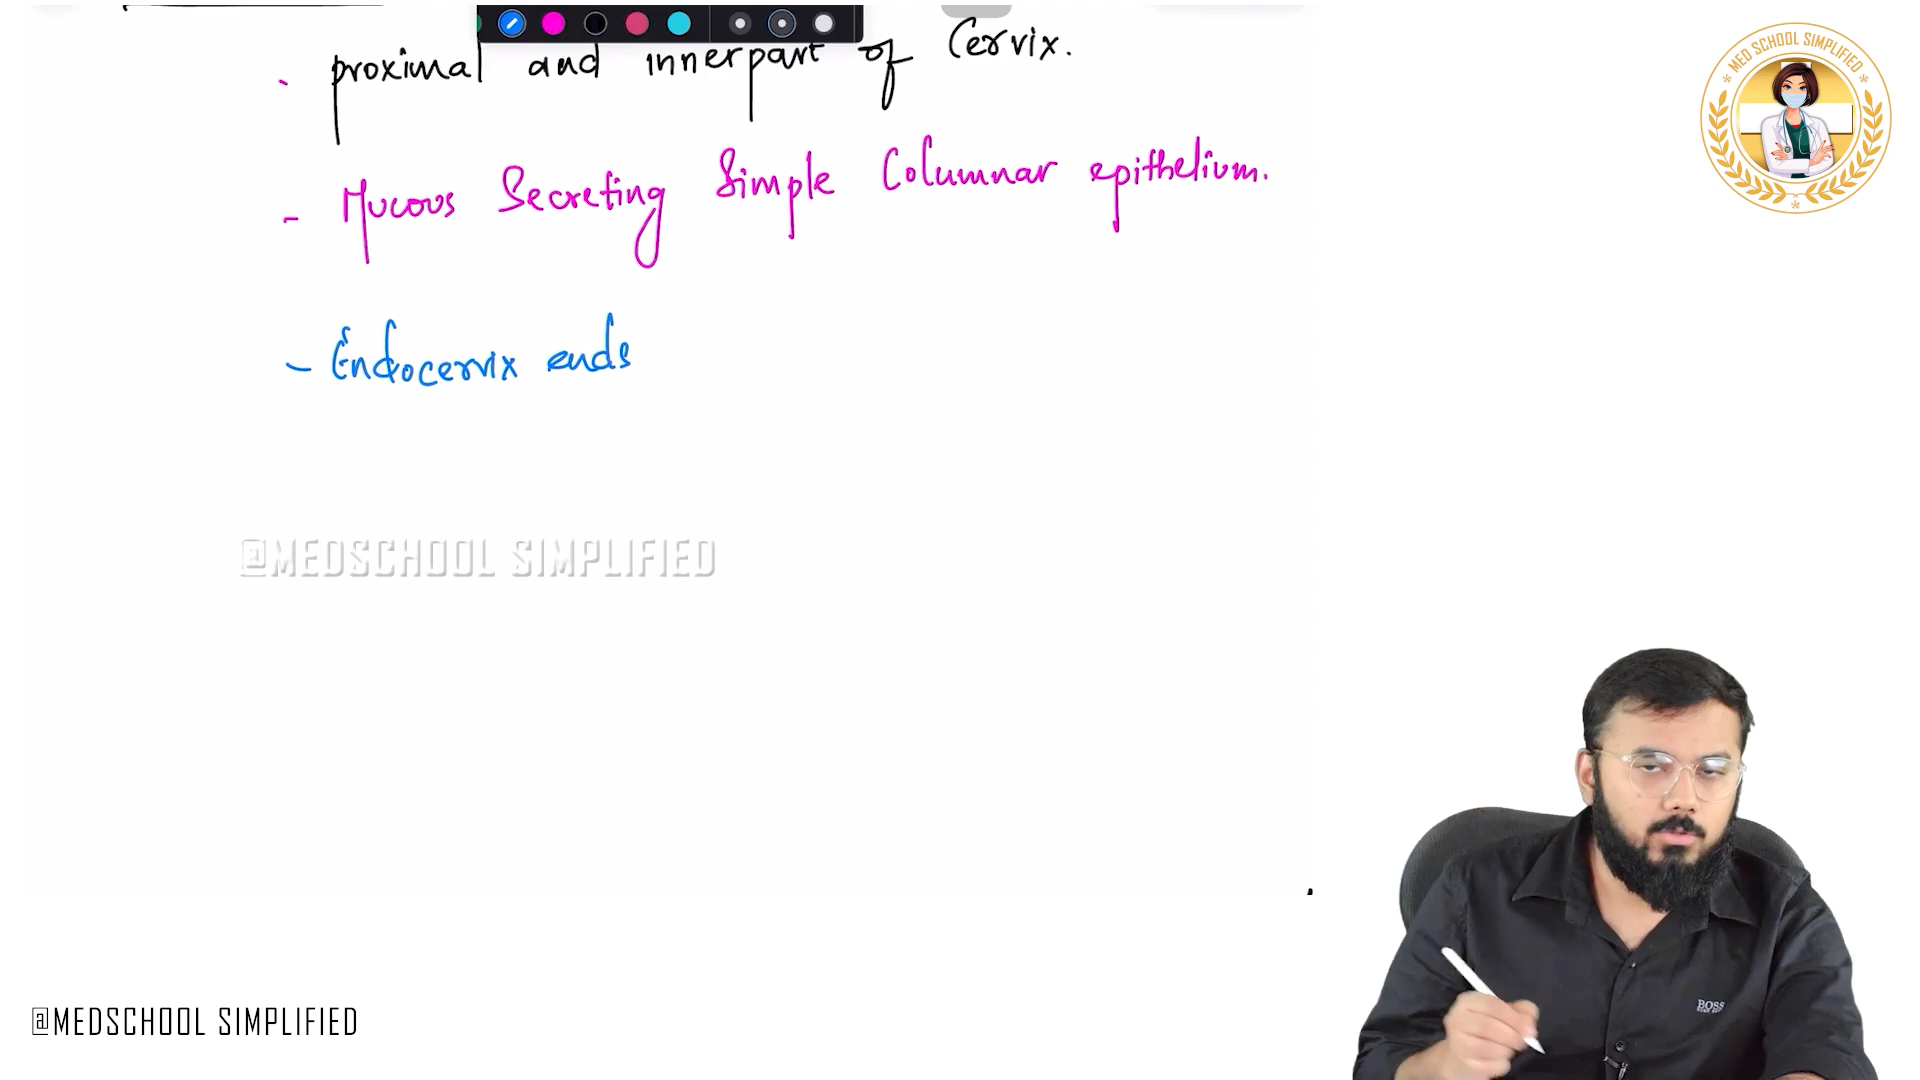 MED SCHOOL SIMPLIFIED
- proximal and innerpart of Cervix.
- Mucous Secreting Simple Columnar epithelium.
- Endocervix ends
@MEDSCHOOL SIMPLIFIED
BOSS
@MEDSCHOOL SIMPLIFIED